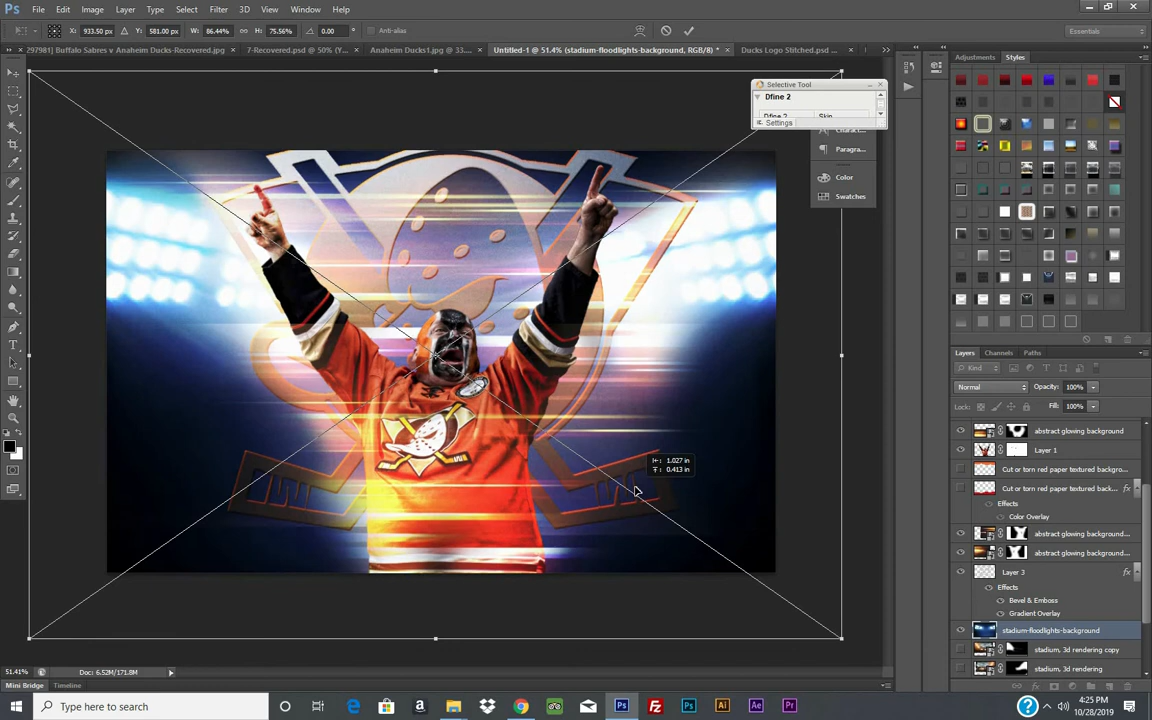 Ps File Edit Image Layer Type Select Filter 3D View Window Help
X: 933.50 px Y: 581.00 px W: 86.44% H: 75.56% 0.00 Anti-alias Essentials
297981] Buffalo Sabres v Anaheim Ducks-Recovered.jpg × 7-Recovered.psd @ 50% (Y... × Anaheim Ducks1.jpg @ 33.... × Untitled-1 @ 51.4% (stadium-floodlights-background, RGB/8) * × Ducks Logo Stitched.psd ... ×
Adjustments Styles
Selective Tool
Dfine 2
Dfine 2 Skin
Settings
Charact...
Paragra...
Color
Swatches
1.027 in
0.413 in
Layers Channels Paths
Kind
Normal Opacity: 100%
Lock: Fill: 100%
abstract glowing background
Layer 1
Cut or torn red paper textured backgro...
Cut or torn red paper textured back... fx
Effects
Color Overlay
abstract glowing background...
abstract glowing background...
Layer 3 fx
Effects
Bevel & Emboss
Gradient Overlay
stadium-floodlights-background
stadium, 3d rendering copy
stadium, 3d rendering
51.41% Doc: 6.52M/171.8M
Mini Bridge Timeline
Type here to search
4:25 PM
10/28/2019